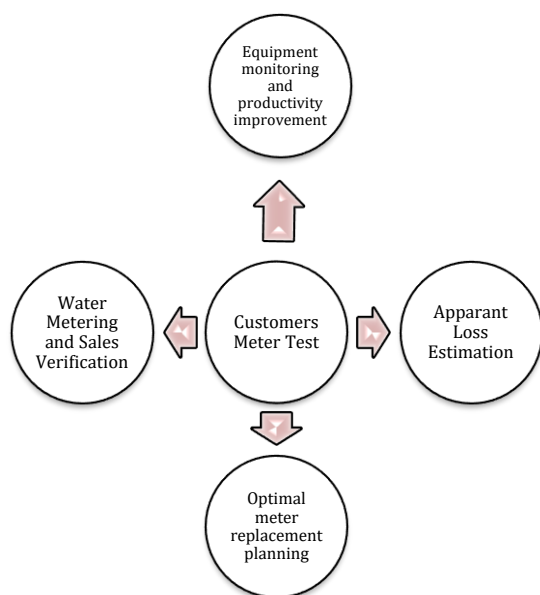 Equipment
monitoring
and
productivity
improvement
Water
Metering
and Sales
Verification
Customers
Meter Test
Apparant
Loss
Estimation
Optimal
meter
replacement
planning